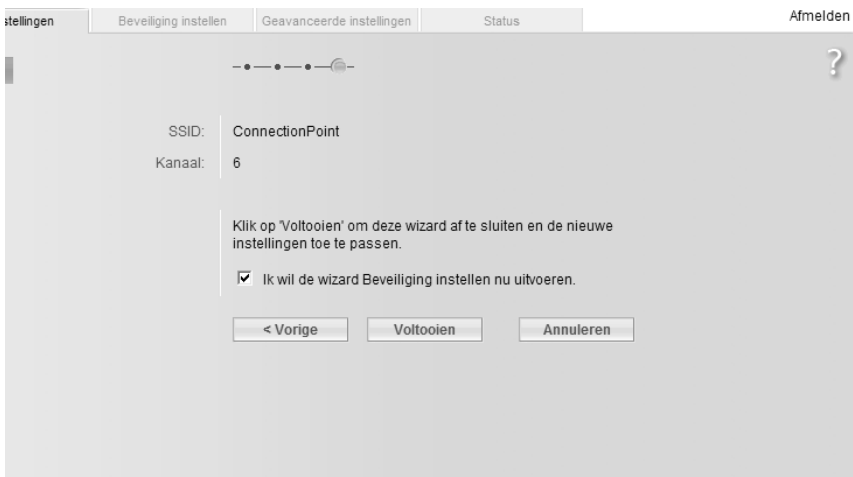 stellingen Beveiliging instellen Geavanceerde instellingen Status Afmelden
?
SSID: ConnectionPoint
Kanaal: 6
Klik op 'Voltooien' om deze wizard af te sluiten en de nieuwe
instellingen toe te passen.
Ik wil de wizard Beveiliging instellen nu uitvoeren.
< Vorige Voltooien Annuleren